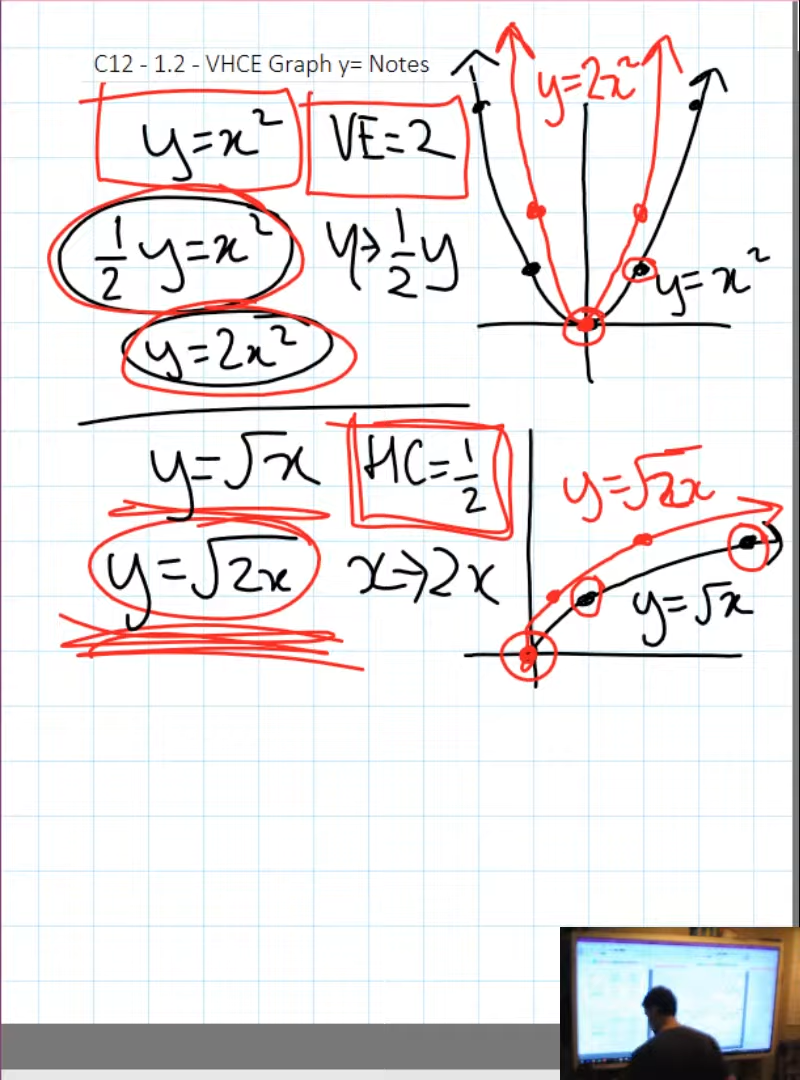 C12 - 1.2 - VHCE Graph y= Notes
y=x² VE=2
½y=x² y→½y
y=2x²
y=2x²
y=x²
y=√x HC=½
y=√2x x→2x
y=√2x
y=√x